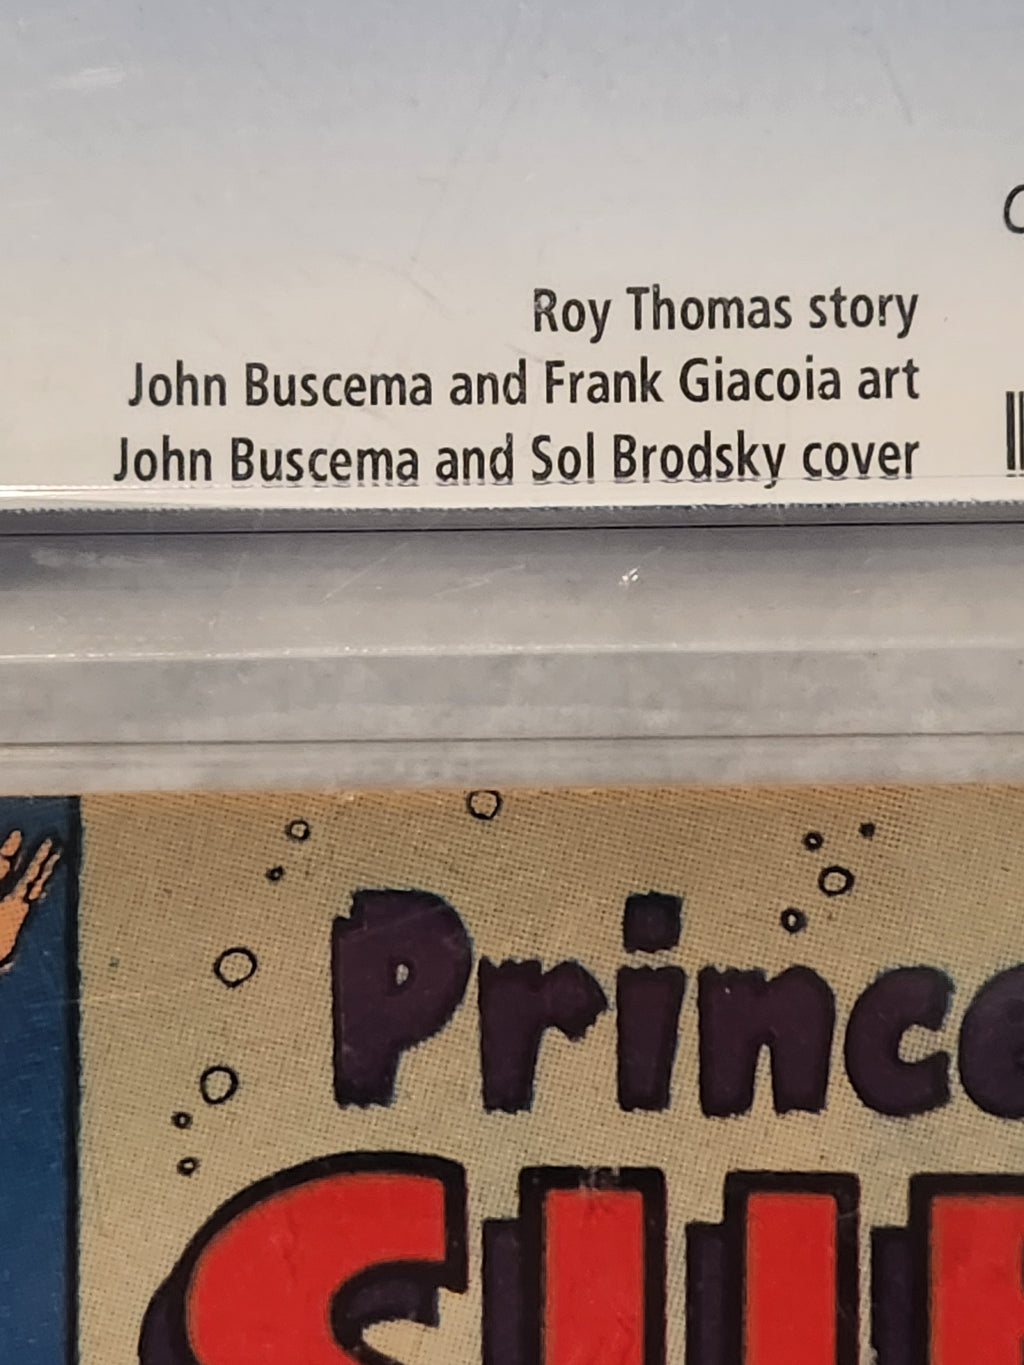 Roy Thomas story
John Buscema and Frank Giacoia art
John Buscema and Sol Brodsky cover
Prince